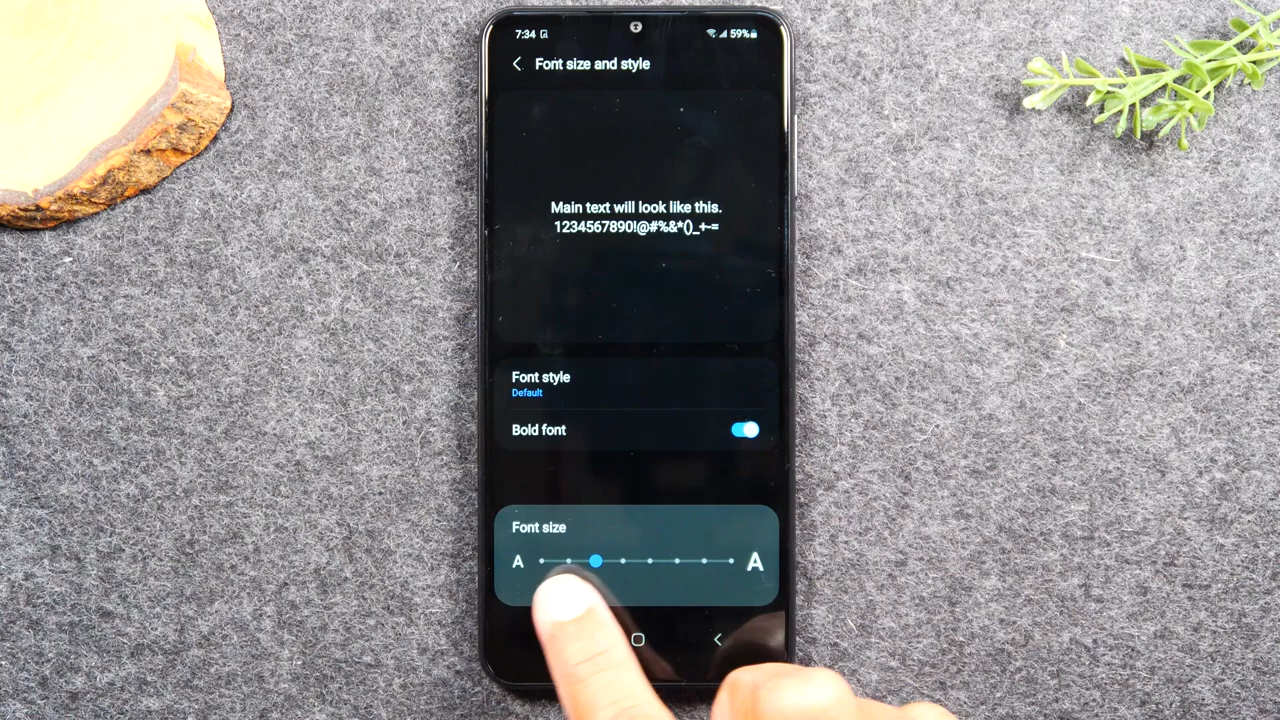 7:34
59%
Font size and style
Main text will look like this.
1234567890!@#%&*()_+-=
Font style
Default
Bold font
Font size
A
A